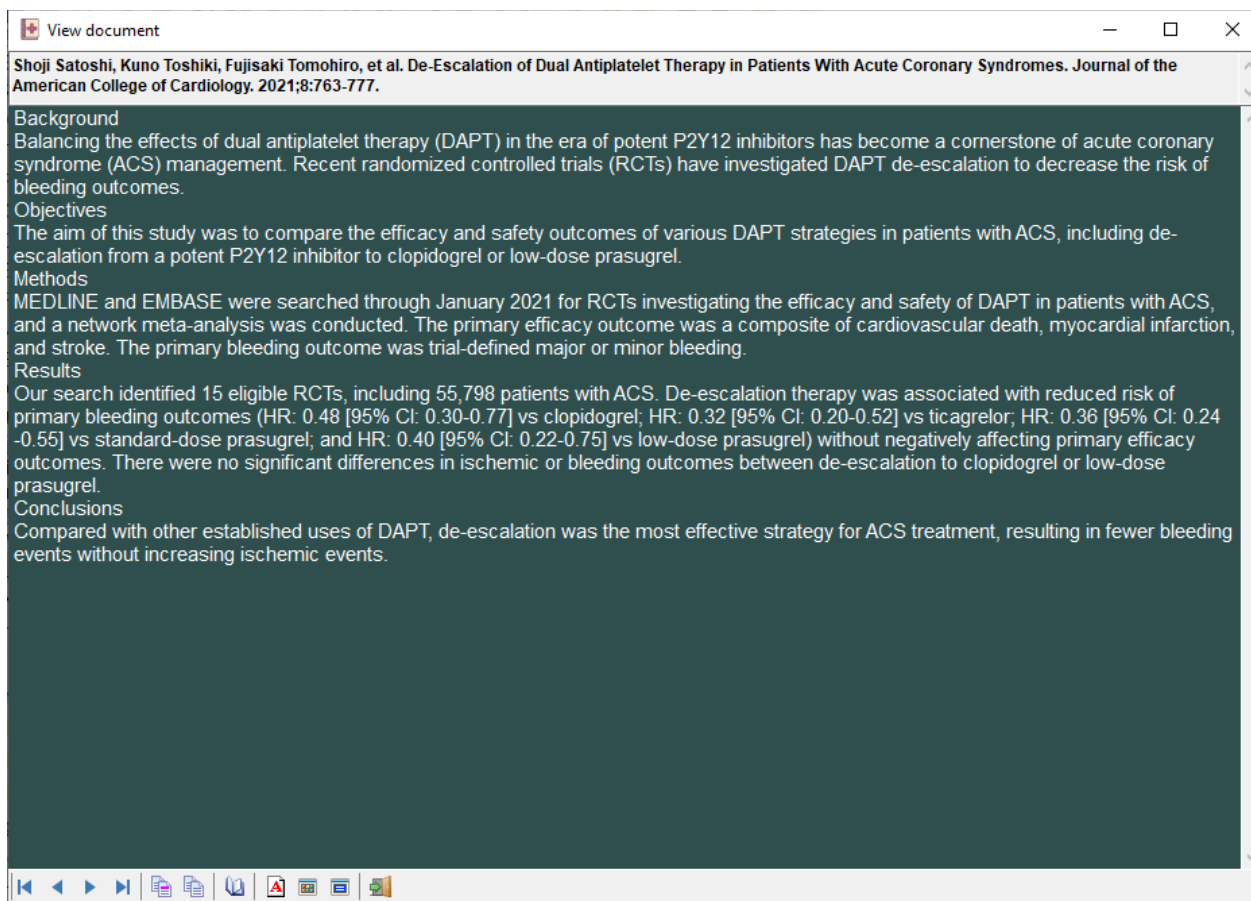 View document
Shoji Satoshi, Kuno Toshiki, Fujisaki Tomohiro, et al. De-Escalation of Dual Antiplatelet Therapy in Patients With Acute Coronary Syndromes. Journal of the
American College of Cardiology. 2021;8:763-777.
Background
Balancing the effects of dual antiplatelet therapy (DAPT) in the era of potent P2Y12 inhibitors has become a cornerstone of acute coronary
syndrome (ACS) management. Recent randomized controlled trials (RCTs) have investigated DAPT de-escalation to decrease the risk of
bleeding outcomes.
Objectives
The aim of this study was to compare the efficacy and safety outcomes of various DAPT strategies in patients with ACS, including de-
escalation from a potent P2Y12 inhibitor to clopidogrel or low-dose prasugrel.
Methods
MEDLINE and EMBASE were searched through January 2021 for RCTs investigating the efficacy and safety of DAPT in patients with ACS,
and a network meta-analysis was conducted. The primary efficacy outcome was a composite of cardiovascular death, myocardial infarction,
and stroke. The primary bleeding outcome was trial-defined major or minor bleeding.
Results
Our search identified 15 eligible RCTs, including 55,798 patients with ACS. De-escalation therapy was associated with reduced risk of
primary bleeding outcomes (HR: 0.48 [95% CI: 0.30-0.77] vs clopidogrel; HR: 0.32 [95% CI: 0.20-0.52] vs ticagrelor; HR: 0.36 [95% CI: 0.24
-0.55] vs standard-dose prasugrel; and HR: 0.40 [95% CI: 0.22-0.75] vs low-dose prasugrel) without negatively affecting primary efficacy
outcomes. There were no significant differences in ischemic or bleeding outcomes between de-escalation to clopidogrel or low-dose
prasugrel.
Conclusions
Compared with other established uses of DAPT, de-escalation was the most effective strategy for ACS treatment, resulting in fewer bleeding
events without increasing ischemic events.
A